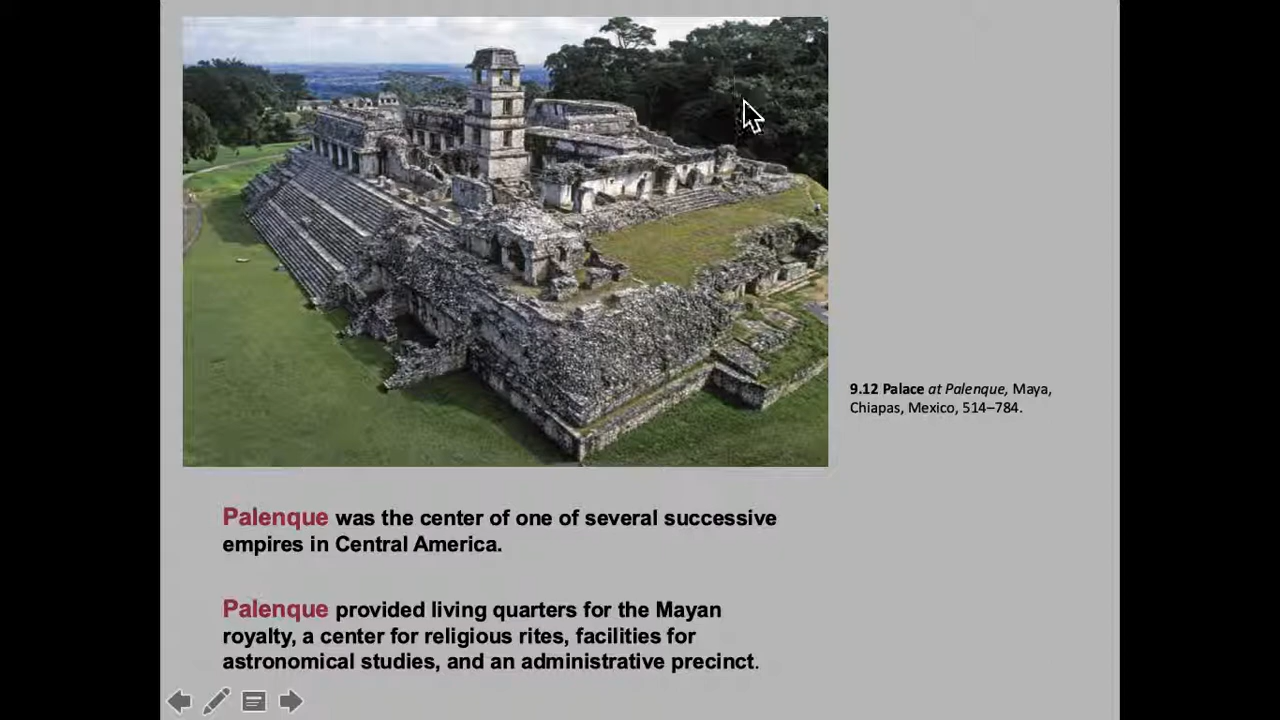 9.12 Palace at Palenque, Maya,
Chiapas, Mexico, 514–784.
Palenque was the center of one of several successive
empires in Central America.
Palenque provided living quarters for the Mayan
royalty, a center for religious rites, facilities for
astronomical studies, and an administrative precinct.